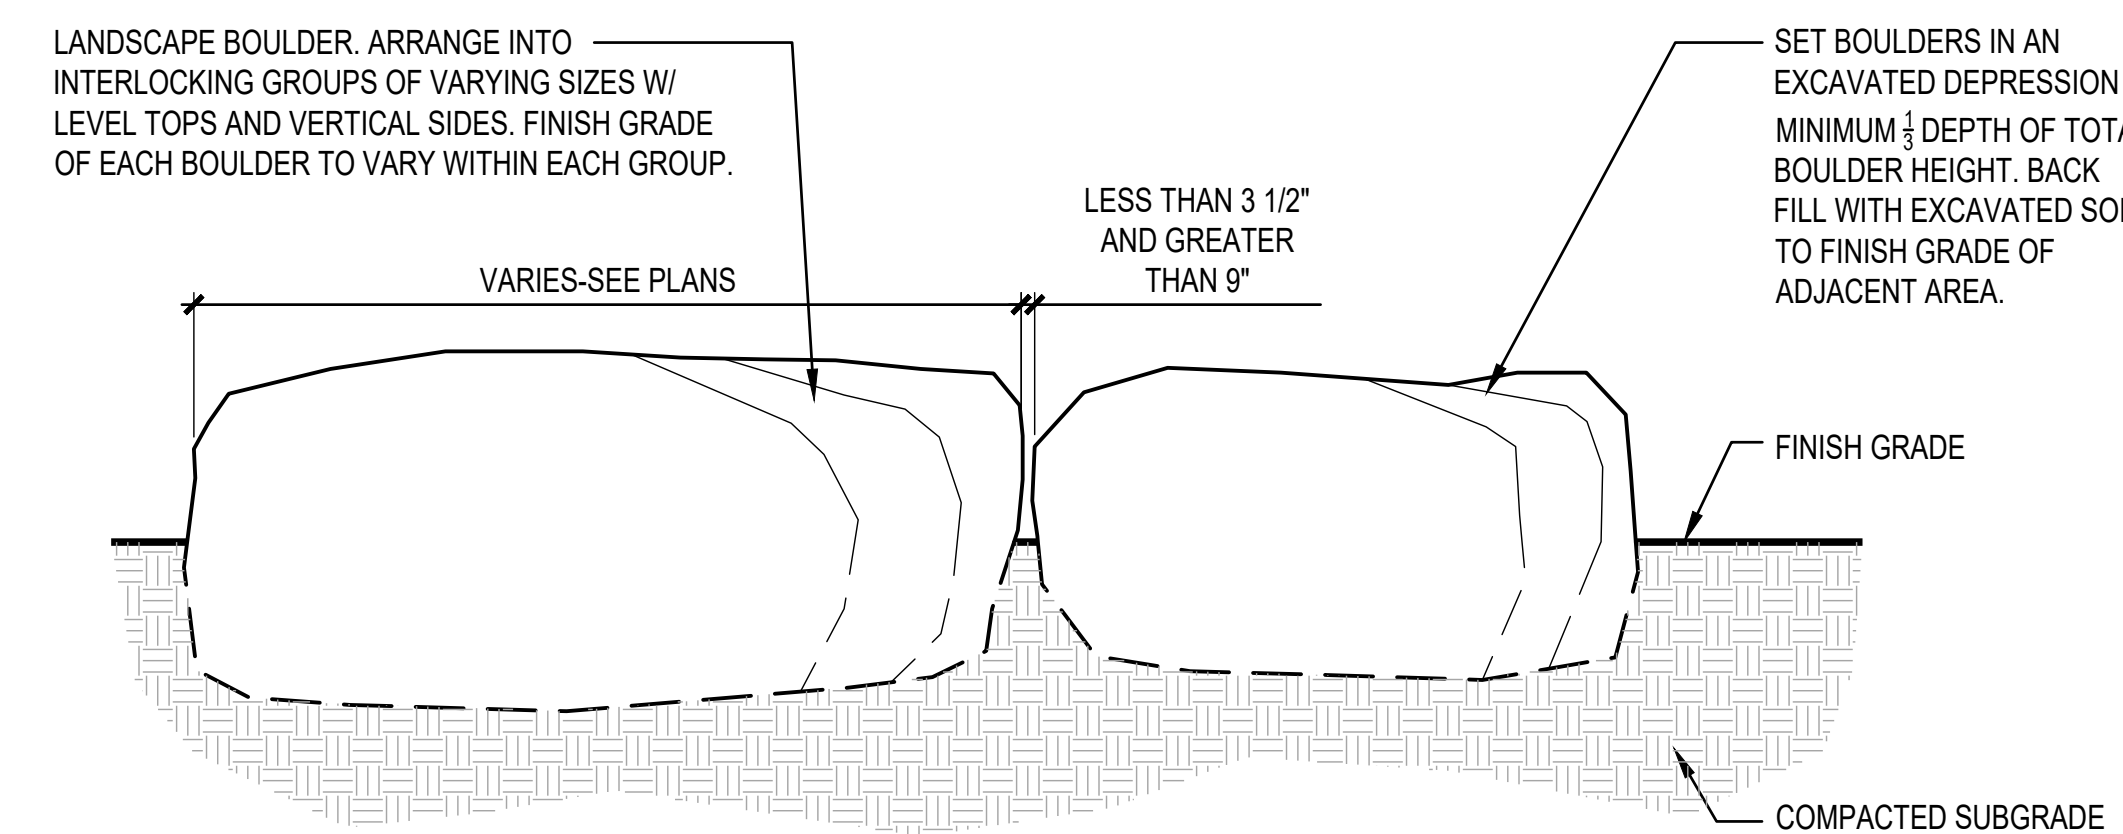 LANDSCAPE BOULDER. ARRANGE INTO
INTERLOCKING GROUPS OF VARYING SIZES W/
LEVEL TOPS AND VERTICAL SIDES. FINISH GRADE
OF EACH BOULDER TO VARY WITHIN EACH GROUP.
LESS THAN 3 1/2"
AND GREATER
THAN 9"
VARIES-SEE PLANS
SET BOULDERS IN AN
EXCAVATED DEPRESSION
MINIMUM 1/3 DEPTH OF
BOULDER HEIGHT. BACK
FILL WITH EXCAVATED
TO FINISH GRADE OF
ADJACENT AREA.
FINISH GRADE
COMPACTED SUBGRADE